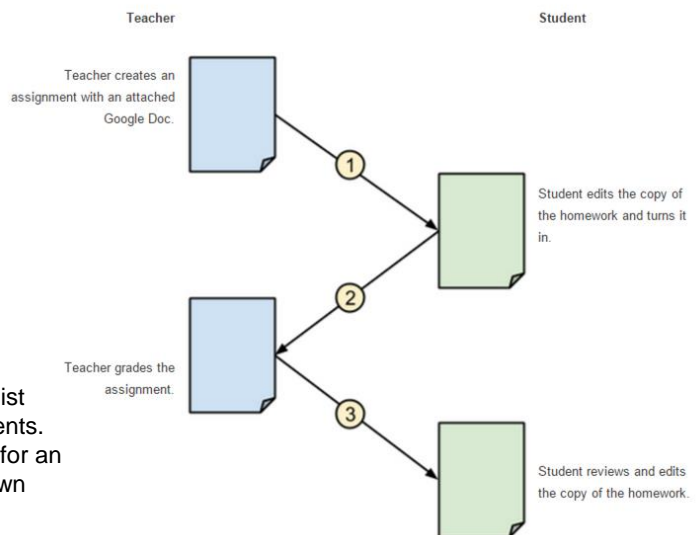 Teacher
Student
Teacher creates an
assignment with an attached
Google Doc.
1
Student edits the copy of
the homework and turns it
in.
2
Teacher grades the
assignment.
ist
ents.
for an
wn
3
Student reviews and edits
the copy of the homework.